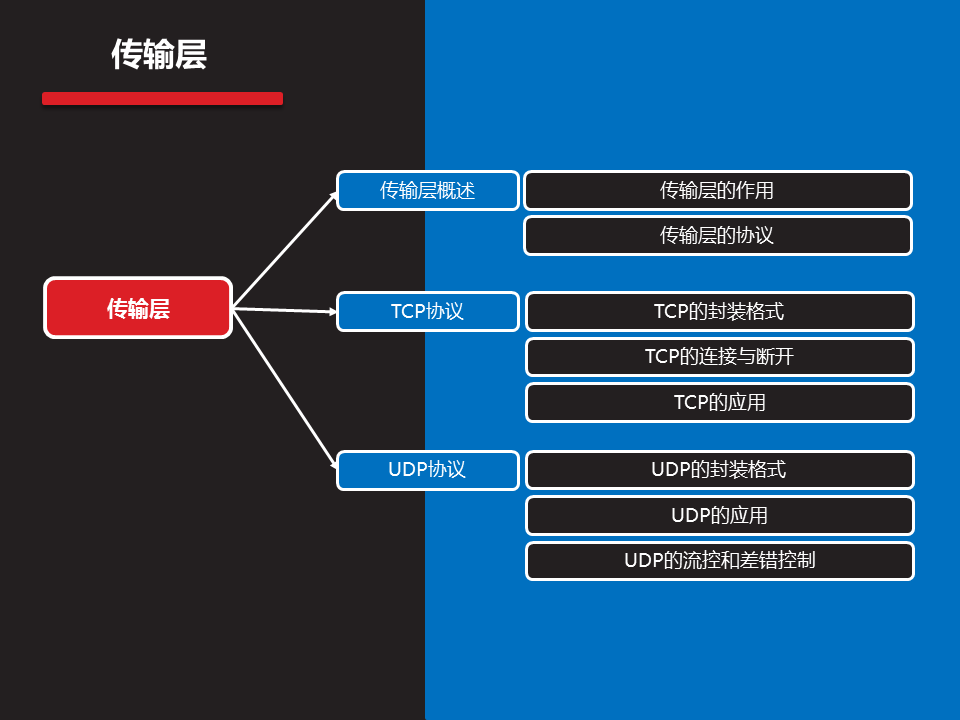 传输层
传输层概述
传输层的作用
传输层的协议
传输层
TCP协议
TCP的封装格式
TCP的连接与断开
TCP的应用
UDP协议
UDP的封装格式
UDP的应用
UDP的流控和差错控制